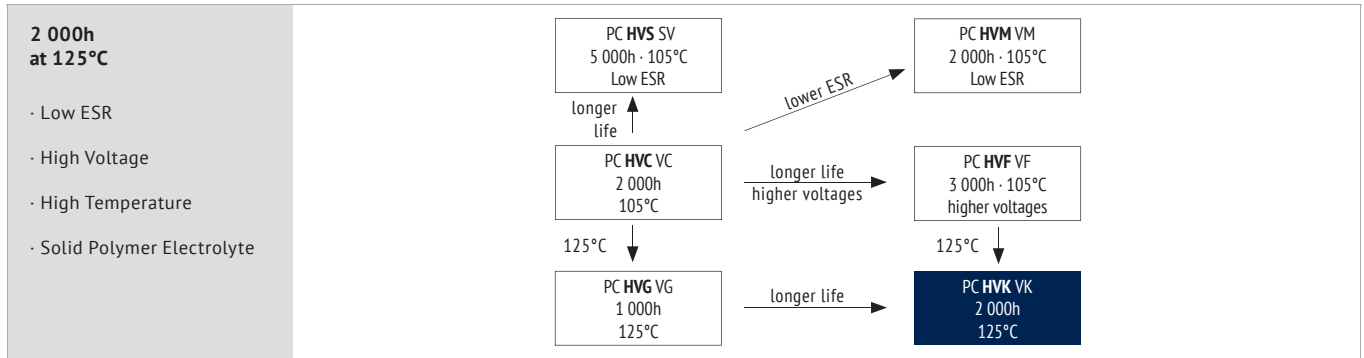 2 000h
at 125°C
· Low ESR
· High Voltage
· High Temperature
· Solid Polymer Electrolyte
PC HVS SV
5 000h · 105°C
Low ESR
PC HVM VM
2 000h · 105°C
Low ESR
longer
life
lower ESR
PC HVC VC
2 000h
105°C
longer life
higher voltages
PC HVF VF
3 000h · 105°C
higher voltages
125°C
125°C
PC HVG VG
1 000h
125°C
longer life
PC HVK VK
2 000h
125°C